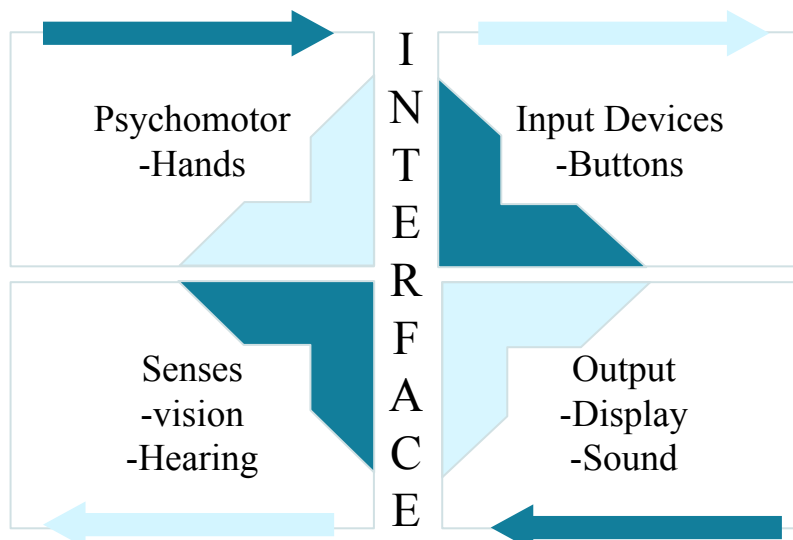 Psychomotor
-Hands
I
N
T
E
R
F
A
C
E
Input Devices
-Buttons
Senses
-vision
-Hearing
Output
-Display
-Sound